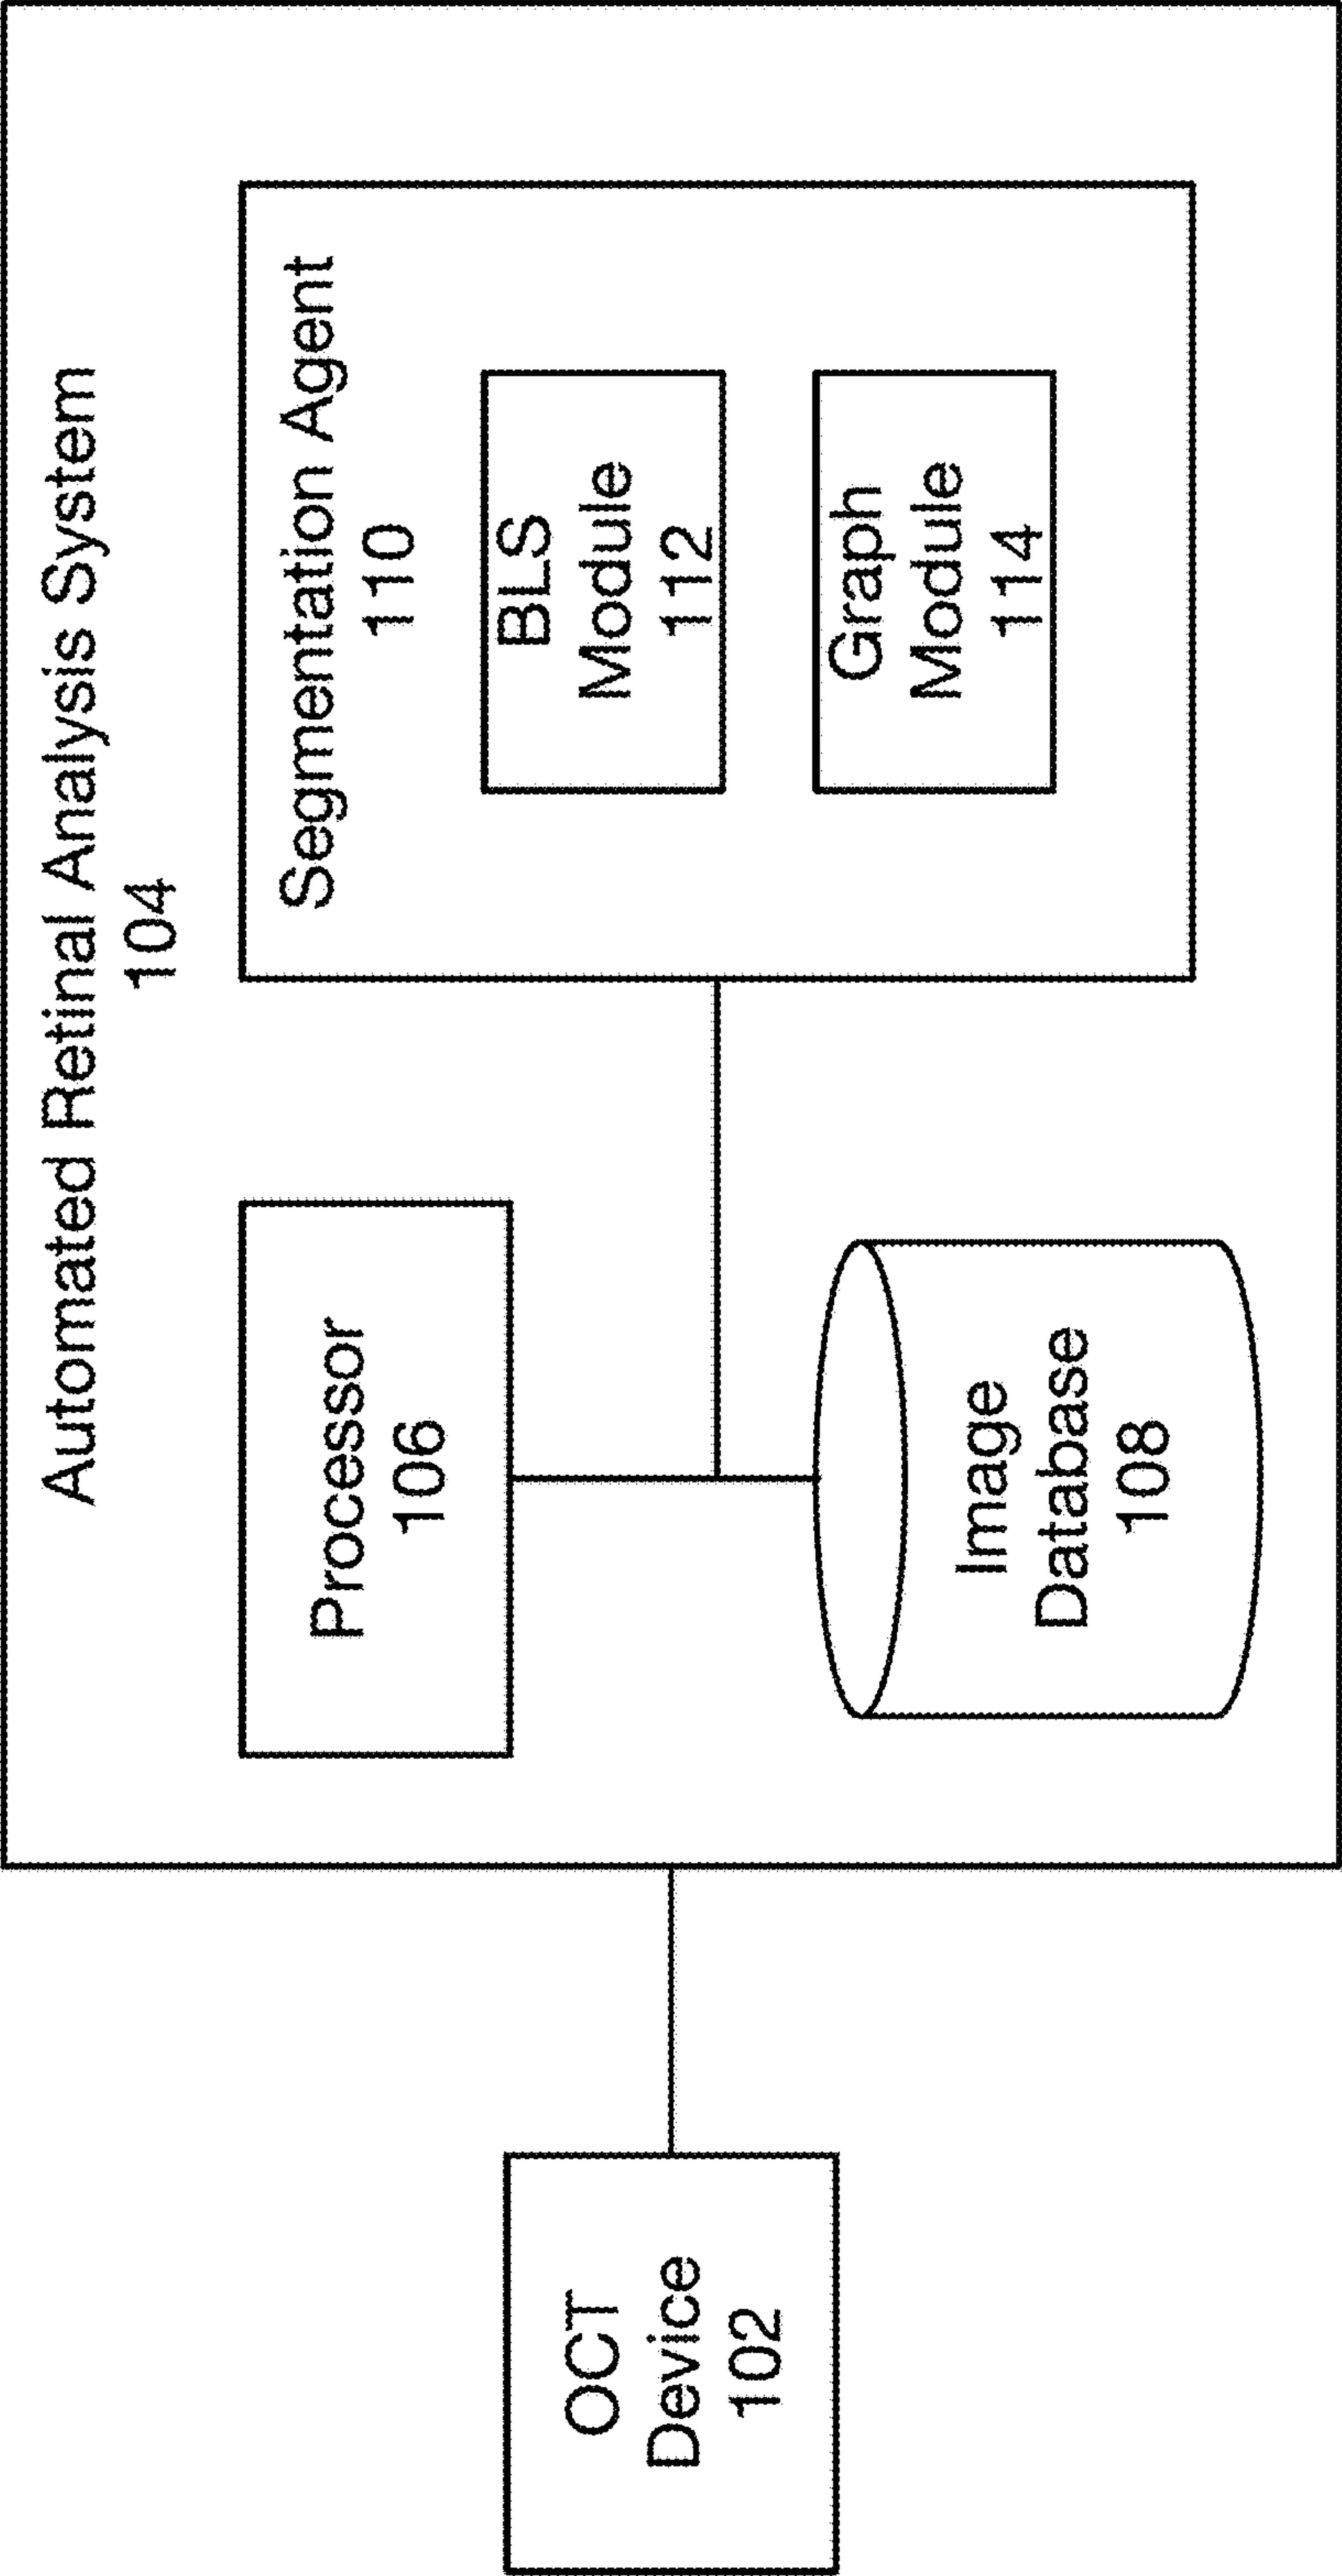 Automated Retinal Analysis System
104
OCT
Device
102
Processor
106
Image
Database
108
Segmentation Agent
110
BLS
Module
112
Graph
Module
114